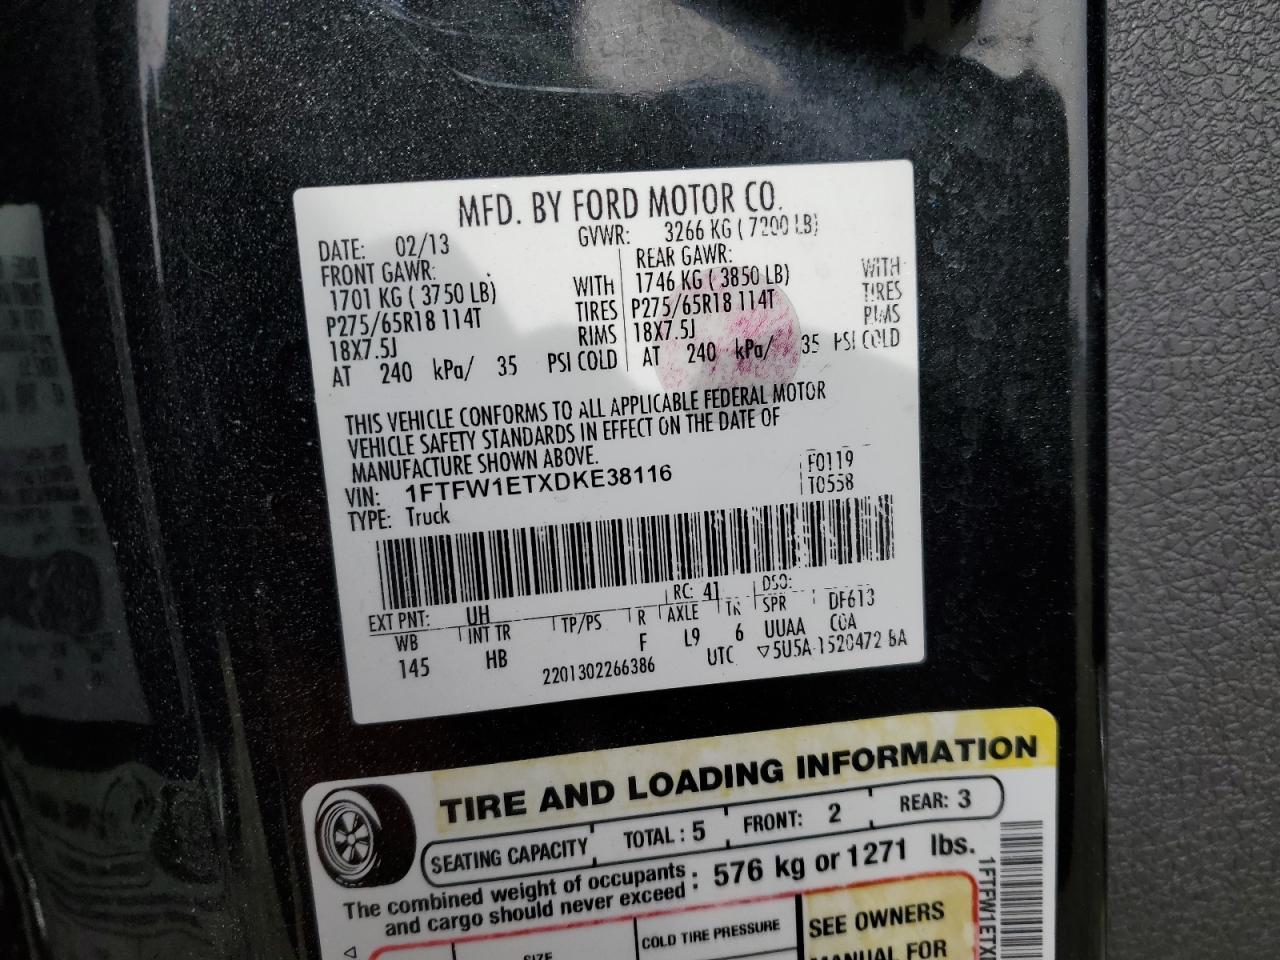 MFD. BY FORD MOTOR CO.
DATE: 02/13 GVWR: 3266 KG ( 7200 LB)
FRONT GAWR: REAR GAWR:
1701 KG ( 3750 LB) WITH 1746 KG ( 3850 LB) WITH
P275/65R18 114T TIRES P275/65R18 114T TIRES
18X7.5J RIMS 18X7.5J RIMS
AT 240 kPa/ 35 PSI COLD AT 240 kPa/ 35 PSI COLD
THIS VEHICLE CONFORMS TO ALL APPLICABLE FEDERAL MOTOR
VEHICLE SAFETY STANDARDS IN EFFECT ON THE DATE OF
MANUFACTURE SHOWN ABOVE.
VIN: 1FTFW1ETXDKE38116 F0119
TYPE: Truck T0558
EXT PNT: UH RC: 41 DSO:
WB INT TR TP/PS R AXLE TR SPR DF613
145 HB F L9 6 UUAA
2201302266386 UTC ▽5U5A-1520472-BA
TIRE AND LOADING INFORMATION
SEATING CAPACITY TOTAL : 5 FRONT: 2 REAR: 3
The combined weight of occupants
and cargo should never exceed : 576 kg or 1271 lbs.
SIZE COLD TIRE PRESSURE SEE OWNERS
MANUAL FOR
1FTFW1ETX